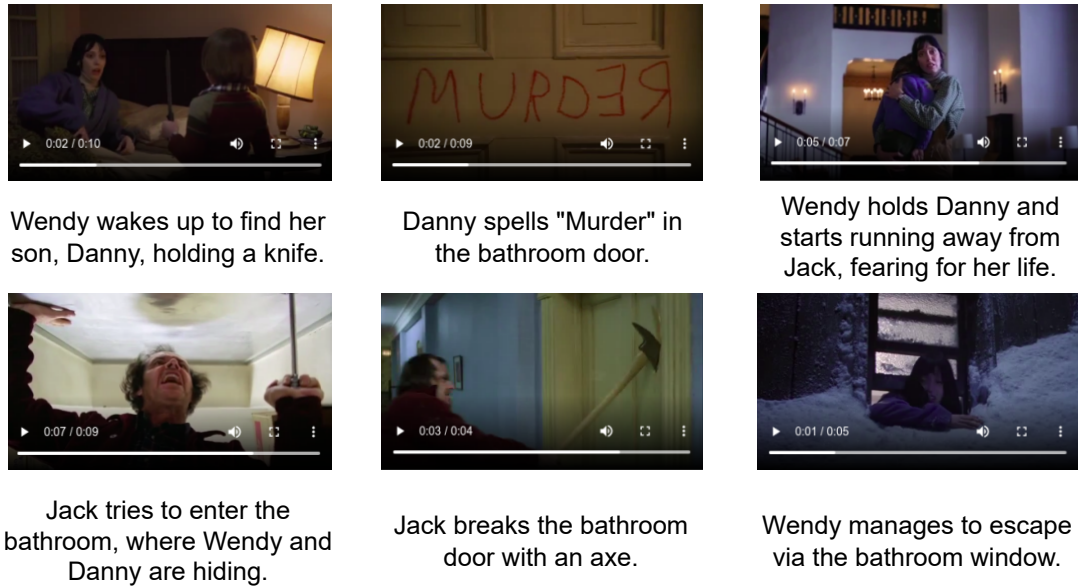 MURDƎЯ
0:02 / 0:10
0:02 / 0:09
0:05 / 0:07
Wendy wakes up to find her
son, Danny, holding a knife.
Danny spells "Murder" in
the bathroom door.
Wendy holds Danny and
starts running away from
Jack, fearing for her life.
0:07 / 0:09
0:03 / 0:04
0:01 / 0:05
Jack tries to enter the
bathroom, where Wendy and
Danny are hiding.
Jack breaks the bathroom
door with an axe.
Wendy manages to escape
via the bathroom window.